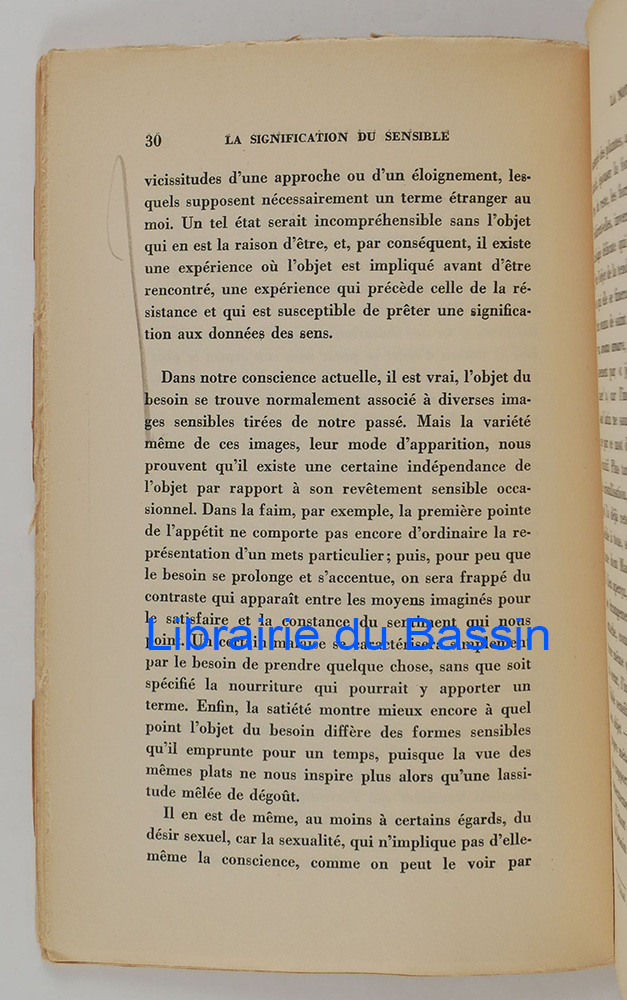 30 LA SIGNIFICATION DU SENSIBLE
vicissitudes d'une approche ou d'un éloignement, les-
quels supposent nécessairement un terme étranger au
moi. Un tel état serait incompréhensible sans l'objet
qui en est la raison d'être, et, par conséquent, il existe
une expérience où l'objet est impliqué avant d'être
rencontré, une expérience qui précède celle de la ré-
sistance et qui est susceptible de prêter une significa-
tion aux données des sens.
Dans notre conscience actuelle, il est vrai, l'objet du
besoin se trouve normalement associé à diverses ima-
ges sensibles tirées de notre passé. Mais la variété
même de ces images, leur mode d'apparition, nous
prouvent qu'il existe une certaine indépendance de
l'objet par rapport à son revêtement sensible occa-
sionnel. Dans la faim, par exemple, la première pointe
de l'appétit ne comporte pas encore d'ordinaire la re-
présentation d'un mets particulier; puis, pour peu que
le besoin se prolonge et s'accentue, on sera frappé du
contraste qui apparaît entre les moyens imaginés pour
le satisfaire et la constance du sentiment qui nous
point. Un certain malaise se caractérisera simplement
Librairie du Bassin
par le besoin de prendre quelque chose, sans que soit
spécifié la nourriture qui pourrait y apporter un
terme. Enfin, la satiété montre mieux encore à quel
point l'objet du besoin diffère des formes sensibles
qu'il emprunte pour un temps, puisque la vue des
mêmes plats ne nous inspire plus alors qu'une lassi-
tude mêlée de dégoût.
Il en est de même, au moins à certains égards, du
désir sexuel, car la sexualité, qui n'implique pas d'elle-
même la conscience, comme on peut le voir par